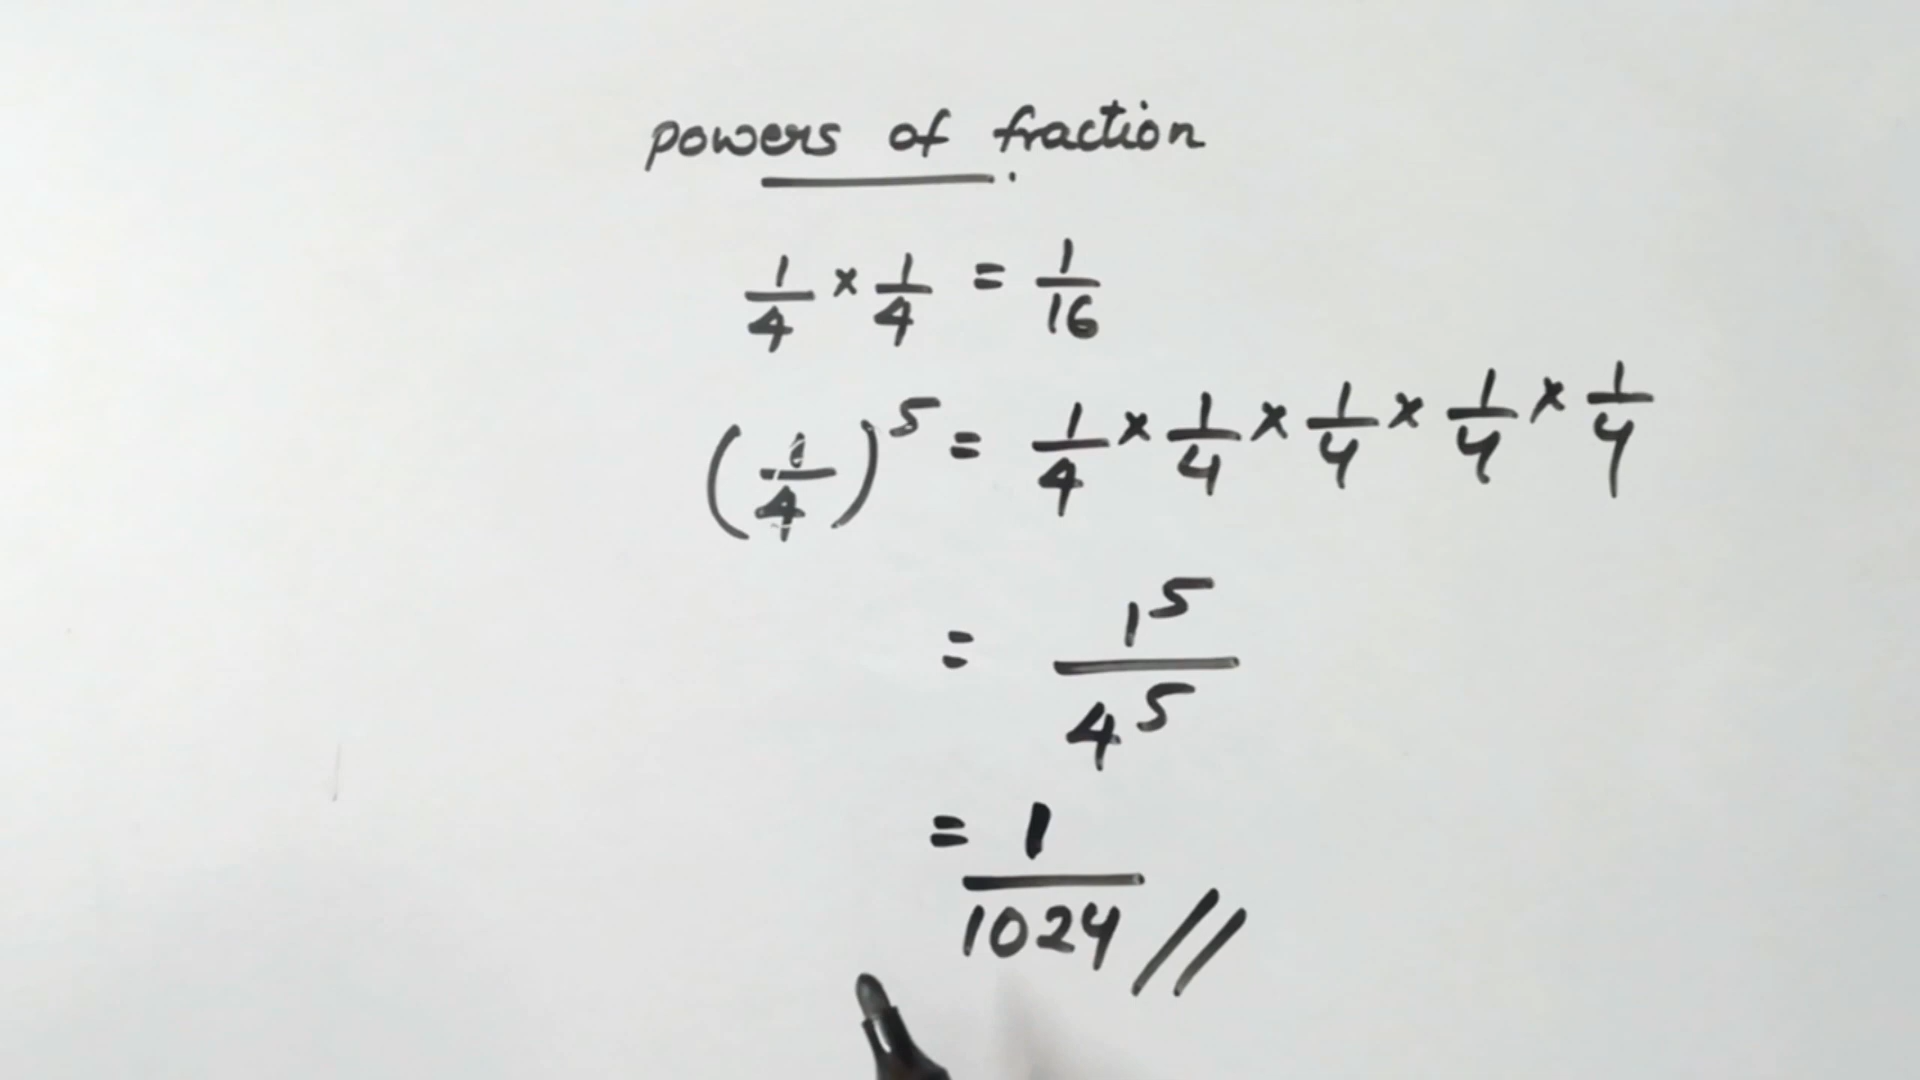 powers of fraction
1/4 × 1/4 = 1/16
(1/4)^5 = 1/4 × 1/4 × 1/4 × 1/4 × 1/4
= 1^5/4^5
= 1/1024 //